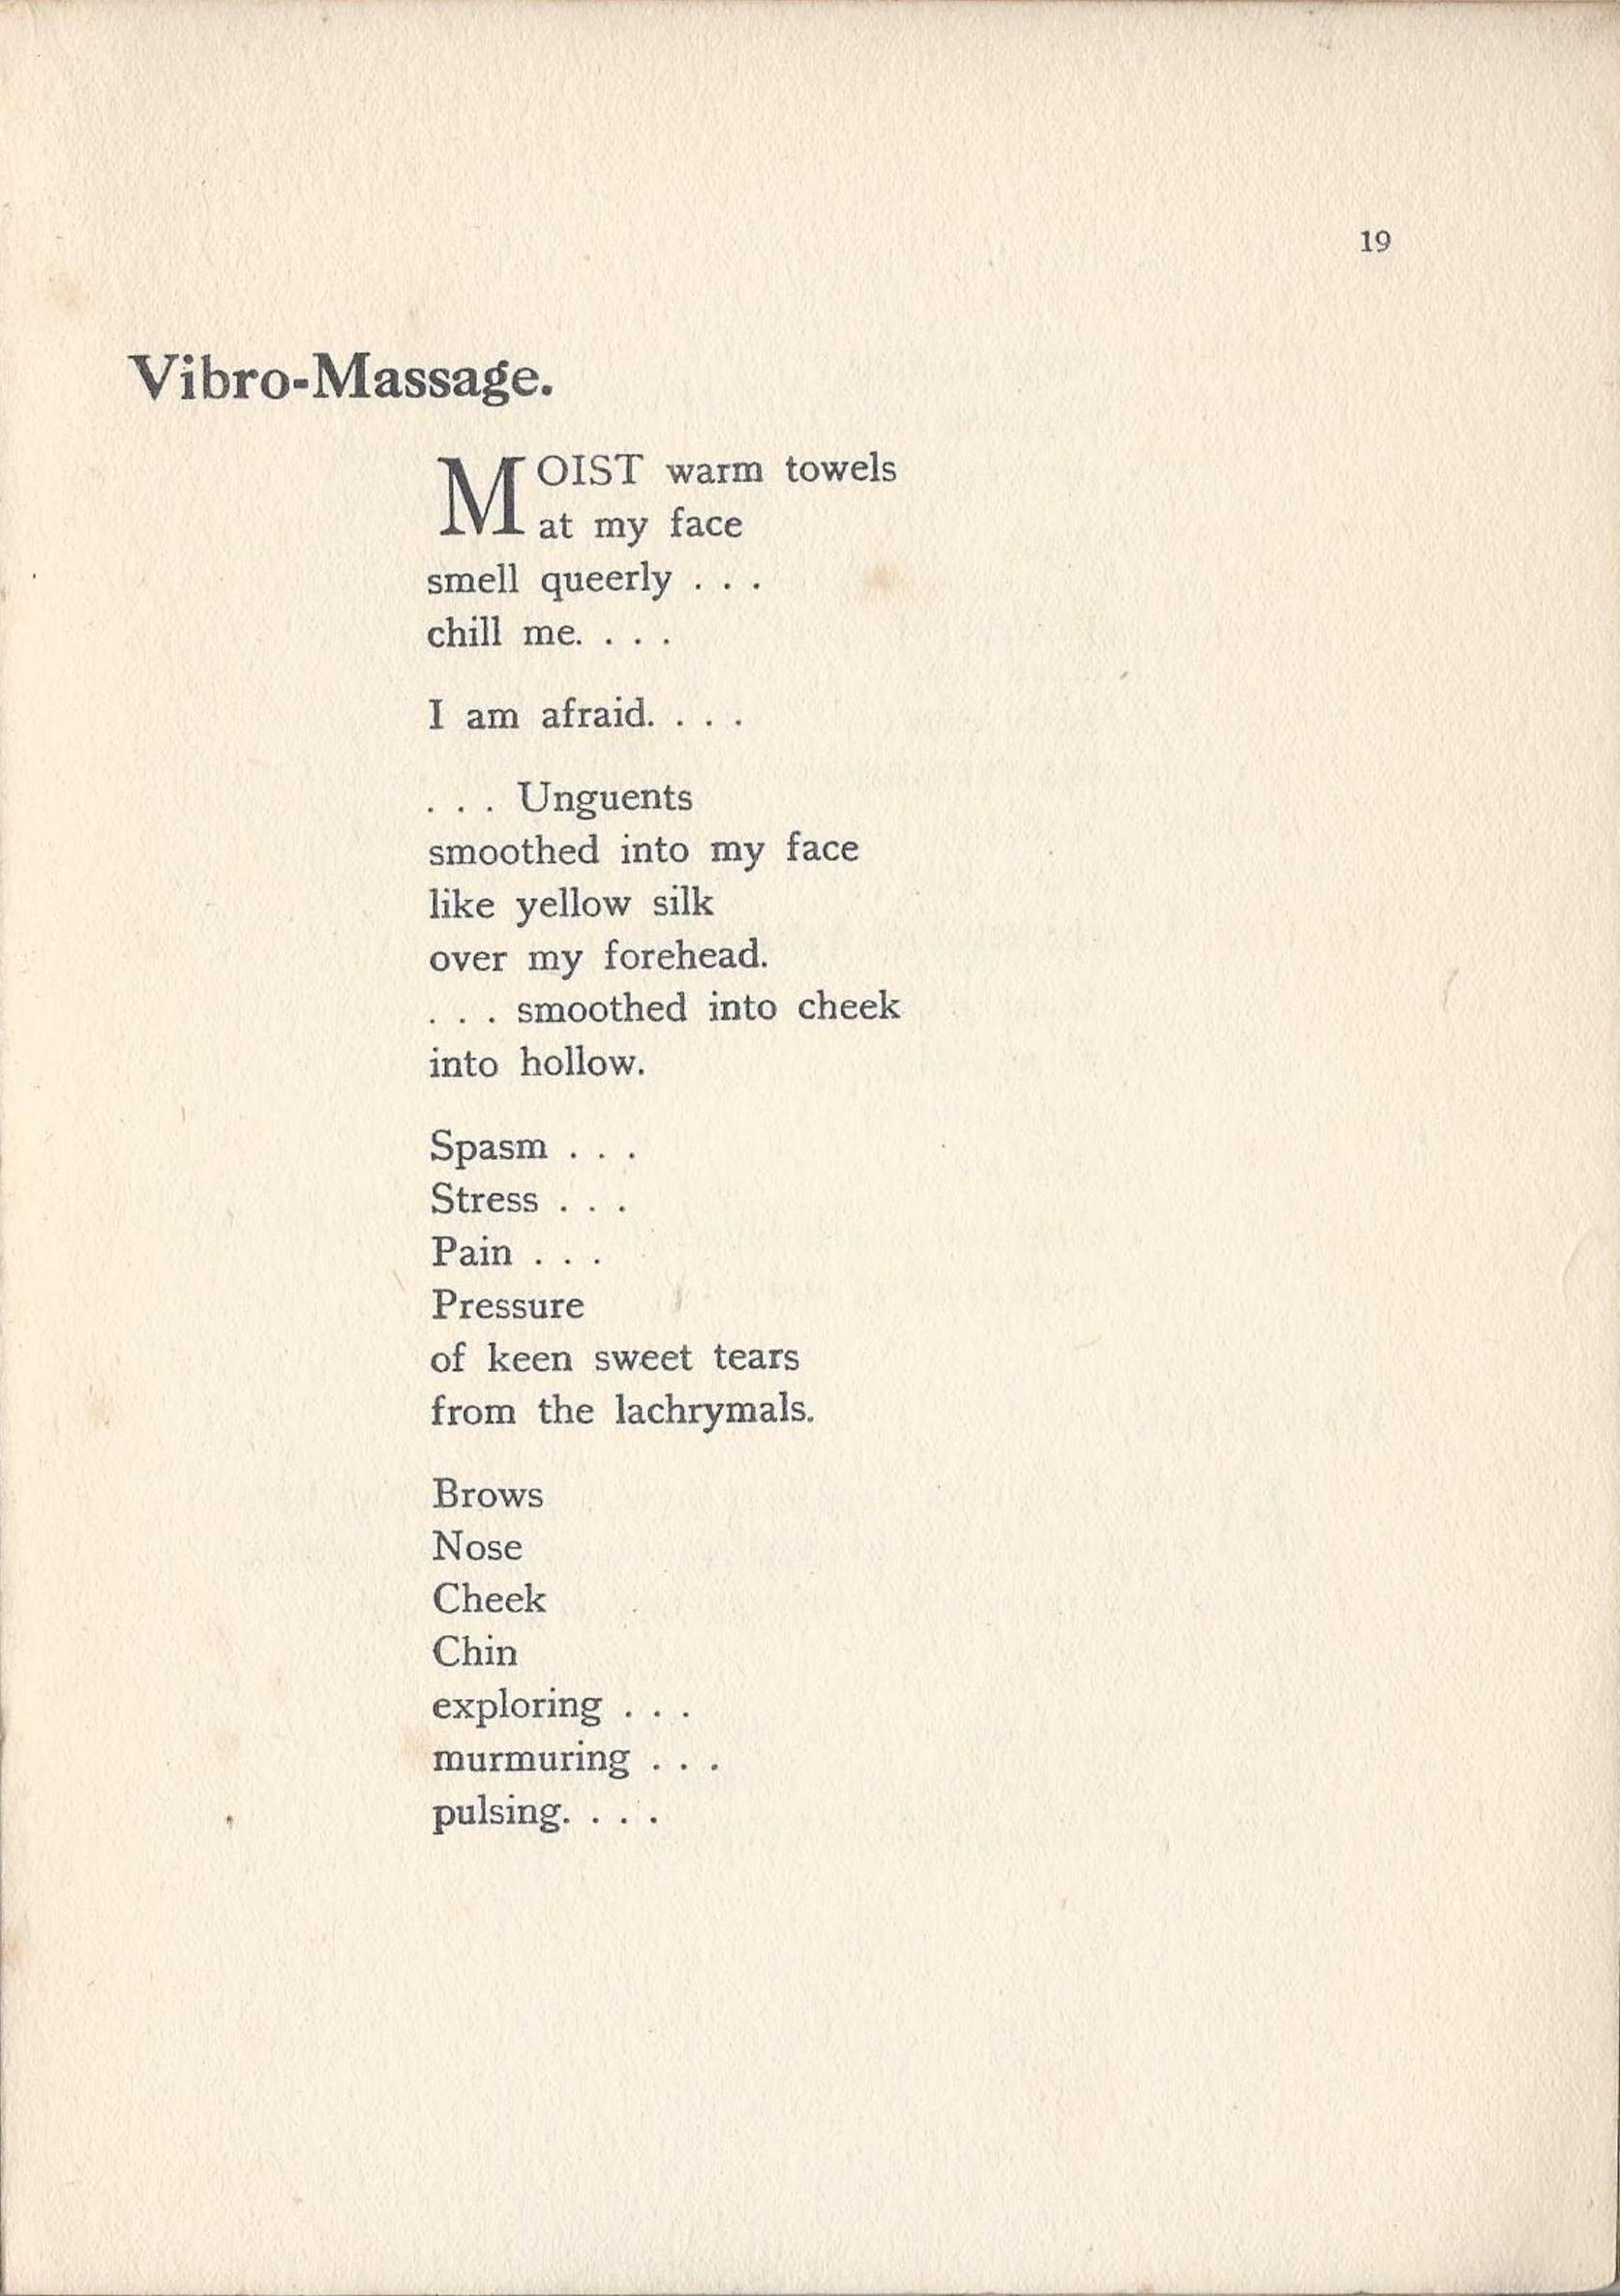 19
Vibro-Massage.
MOIST warm towels
at my face
smell queerly . . .
chill me. . . .
I am afraid. . . .
. . . Unguents
smoothed into my face
like yellow silk
over my forehead.
. . . smoothed into cheek
into hollow.
Spasm . . .
Stress . . .
Pain . . .
Pressure
of keen sweet tears
from the lachrymals.
Brows
Nose
Cheek
Chin
exploring . . .
murmuring . . .
pulsing. . . .